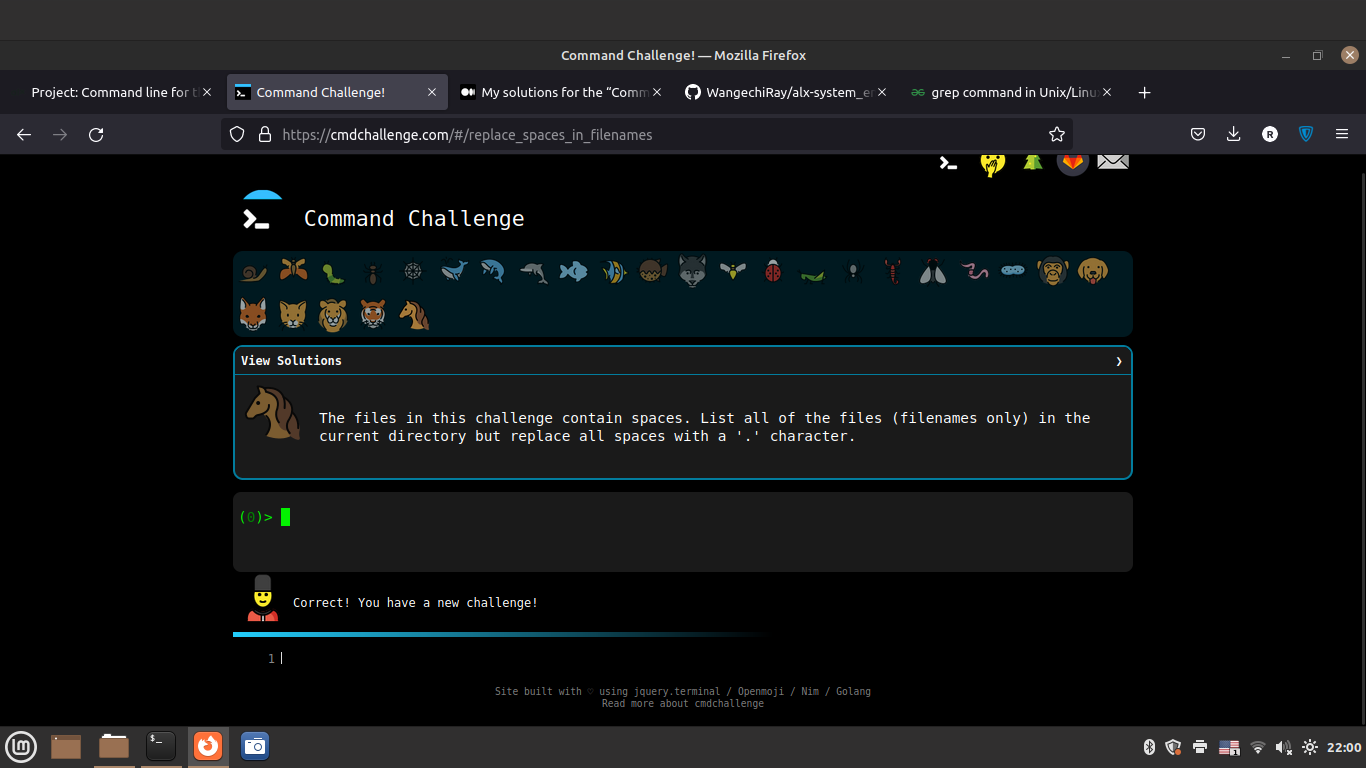 Command Challenge! — Mozilla Firefox
Project: Command line for t
Command Challenge!
My solutions for the “Comm
WangechiRay/alx-system_e
grep command in Unix/Linu
https://cmdchallenge.com/#/replace_spaces_in_filenames
R
Command Challenge
View Solutions
The files in this challenge contain spaces. List all of the files (filenames only) in the
current directory but replace all spaces with a '.' character.
(0)>
Correct! You have a new challenge!
1
Site built with ♡ using jquery.terminal / Openmoji / Nim / Golang
Read more about cmdchallenge
22:00